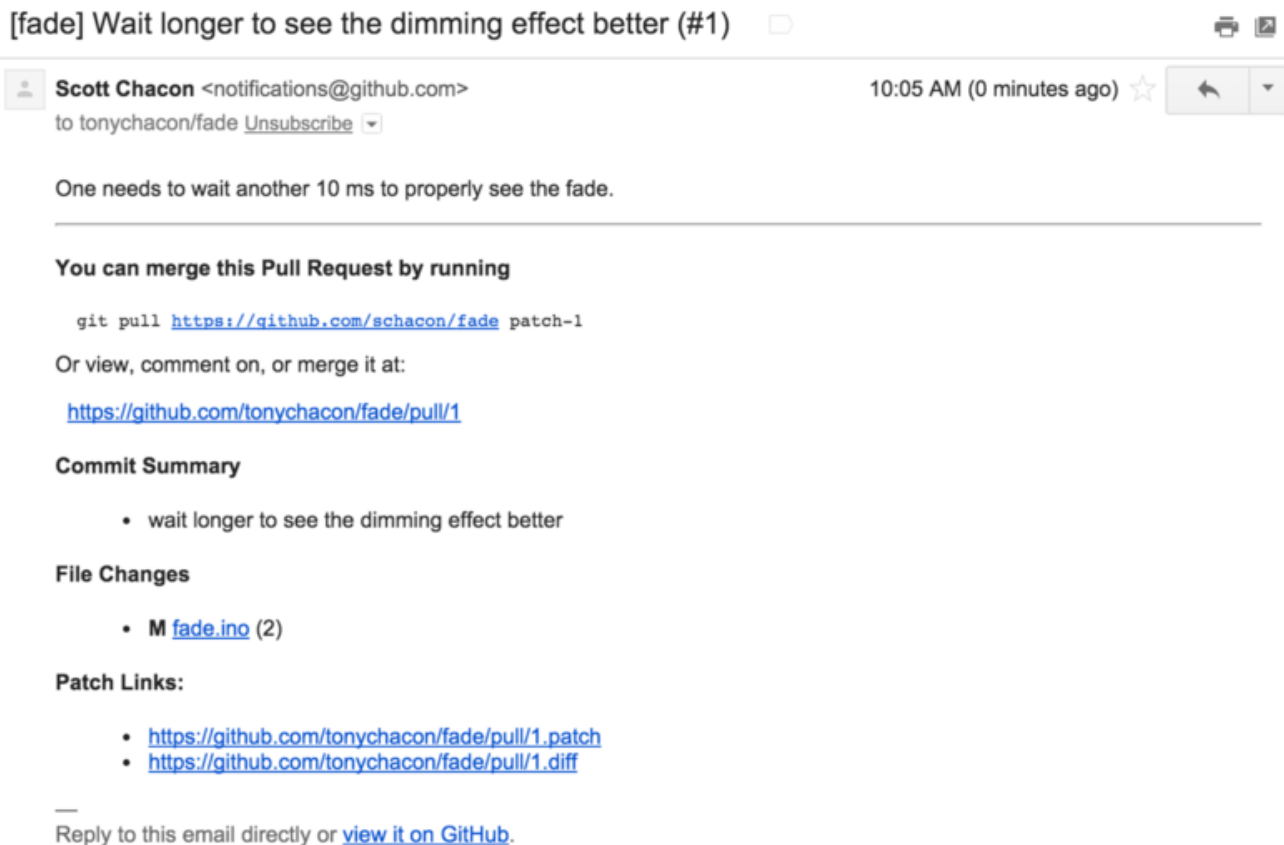 [fade] Wait longer to see the dimming effect better (#1)
Scott Chacon <notifications@github.com> 10:05 AM (0 minutes ago)
to tonychacon/fade Unsubscribe
One needs to wait another 10 ms to properly see the fade.
You can merge this Pull Request by running
git pull https://github.com/schacon/fade patch-1
Or view, comment on, or merge it at:
https://github.com/tonychacon/fade/pull/1
Commit Summary
• wait longer to see the dimming effect better
File Changes
• M fade.ino (2)
Patch Links:
• https://github.com/tonychacon/fade/pull/1.patch
• https://github.com/tonychacon/fade/pull/1.diff
—
Reply to this email directly or view it on GitHub.